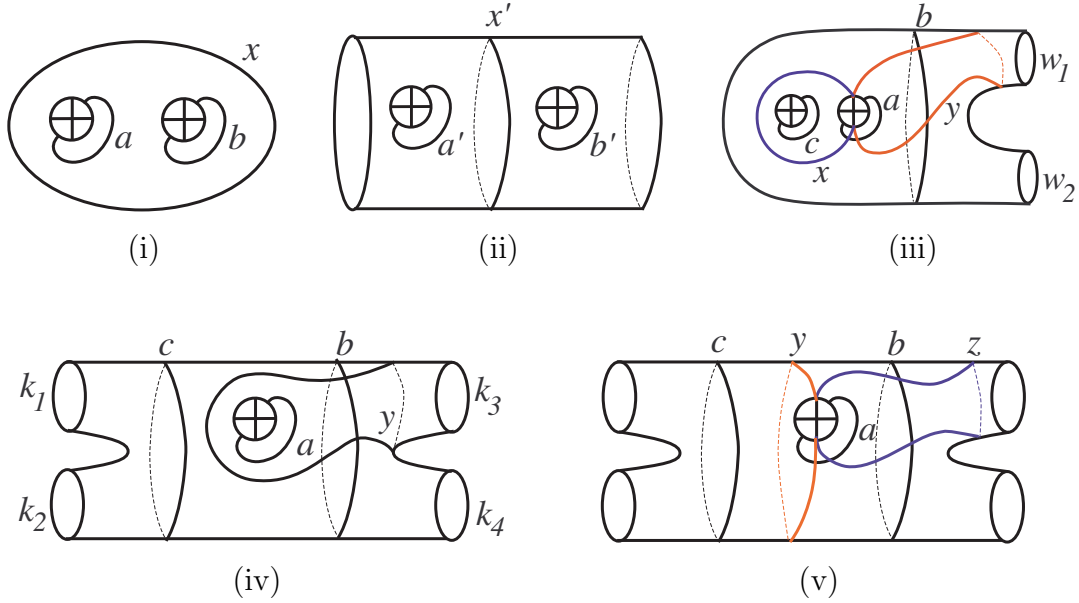 x
a
b
(i)
x'
a'
b'
(ii)
b
a
c
x
y
w1
w2
(iii)
c
b
k1
k2
a
y
k3
k4
(iv)
c
y
b
z
a
(v)